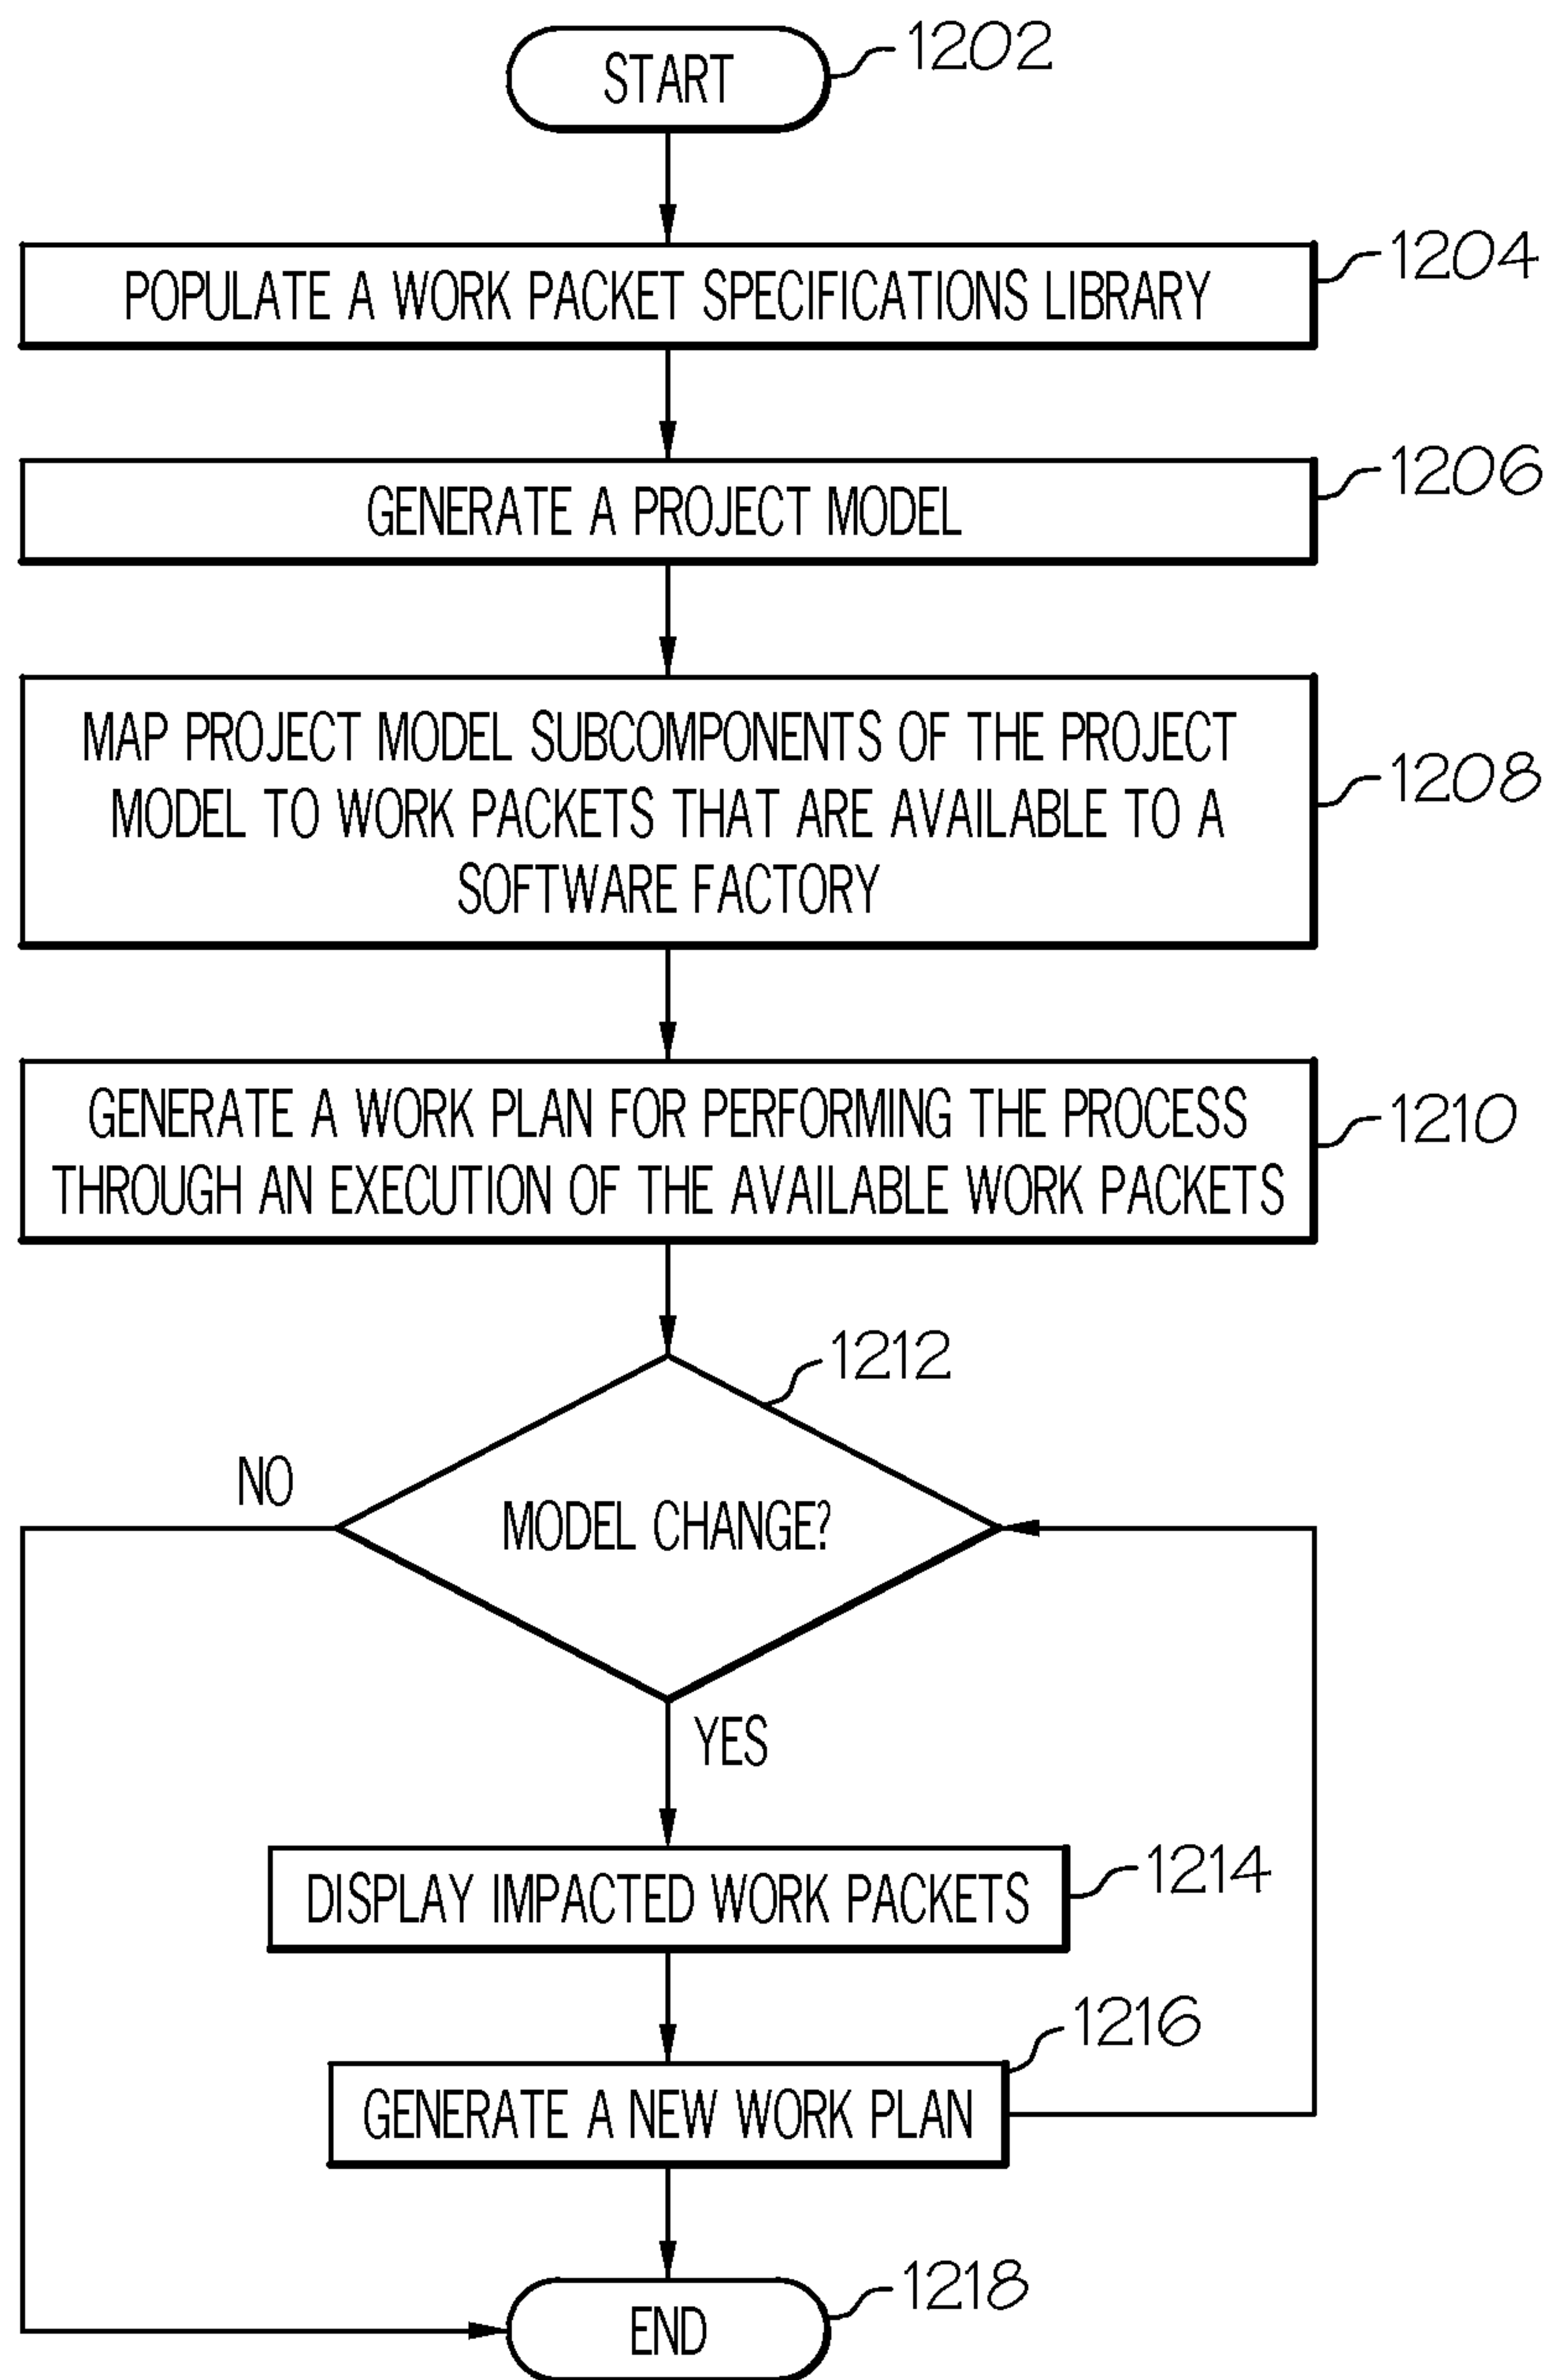 START
1202
POPULATE A WORK PACKET SPECIFICATIONS LIBRARY
1204
GENERATE A PROJECT MODEL
1206
MAP PROJECT MODEL SUBCOMPONENTS OF THE PROJECT
MODEL TO WORK PACKETS THAT ARE AVAILABLE TO A
SOFTWARE FACTORY
1208
GENERATE A WORK PLAN FOR PERFORMING THE PROCESS
THROUGH AN EXECUTION OF THE AVAILABLE WORK PACKETS
1210
1212
NO
MODEL CHANGE?
YES
DISPLAY IMPACTED WORK PACKETS
1214
1216
GENERATE A NEW WORK PLAN
1218
END